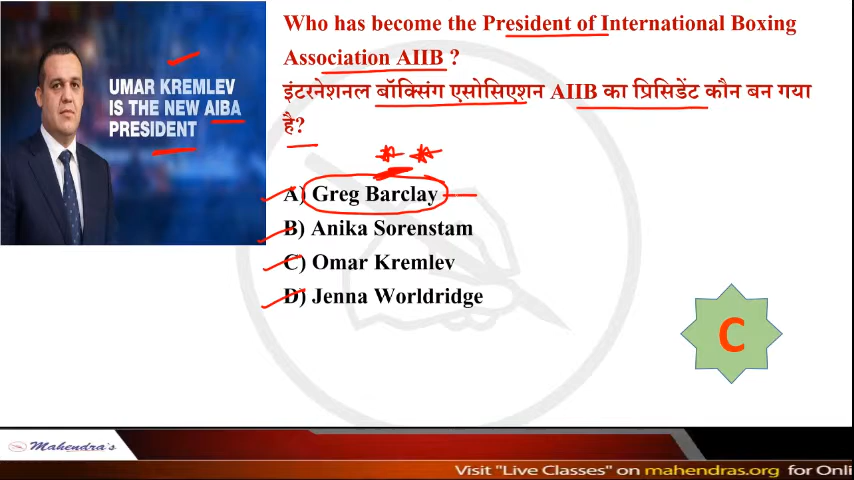 UMAR KREMLEV
IS THE NEW AIBA
PRESIDENT
Who has become the President of International Boxing
Association AIIB ?
इंटरनेशनल बॉक्सिंग एसोसिएशन AIIB का प्रिसिडेंट कौन बन गया
है?
A) Greg Barclay
B) Anika Sorenstam
C) Omar Kremlev
D) Jenna Worldridge
C
Mahendra's
Visit "Live Classes" on mahendras.org for Onli